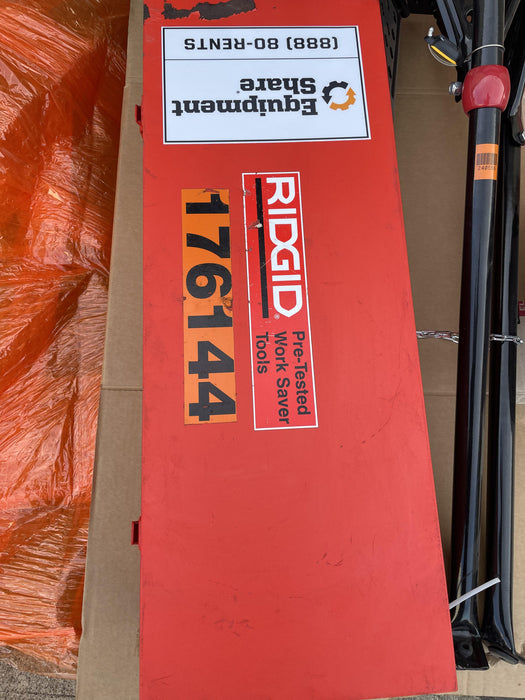 Equipment
Share
(888) 80-RENTS
RIDGID®
Pre-Tested
Work Saver
Tools
176144